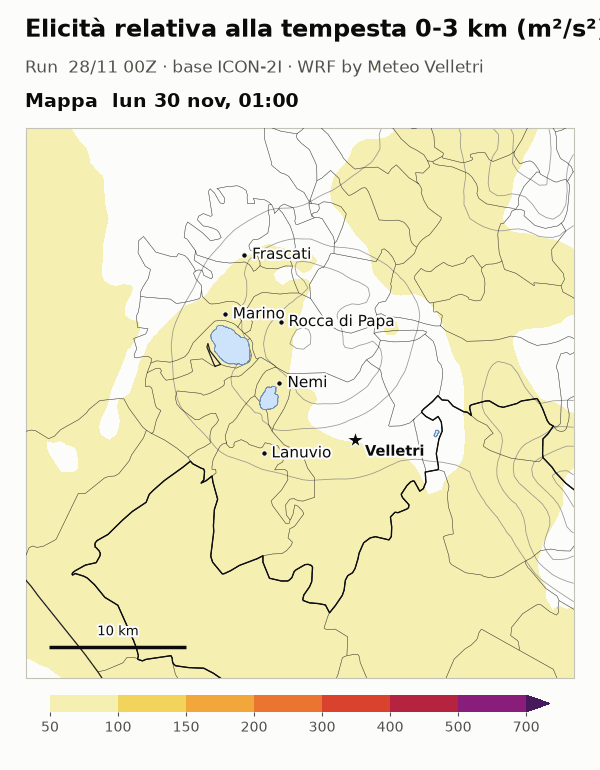 Elicità relativa alla tempesta 0-3 km (m²/s²)
Run  28/11 00Z · base ICON-2I · WRF by Meteo Velletri
Mappa  lun 30 nov, 01:00
Frascati
Marino
Rocca di Papa
Nemi
Velletri
Lanuvio
10 km
50 100 150 200 300 400 500 700